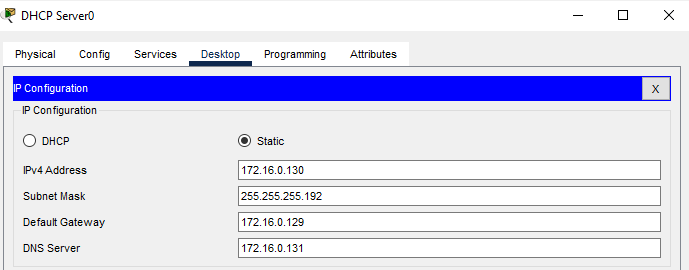 DHCP Server0
Physical Config Services Desktop Programming Attributes
IP Configuration X
IP Configuration
DHCP Static
IPv4 Address 172.16.0.130
Subnet Mask 255.255.255.192
Default Gateway 172.16.0.129
DNS Server 172.16.0.131